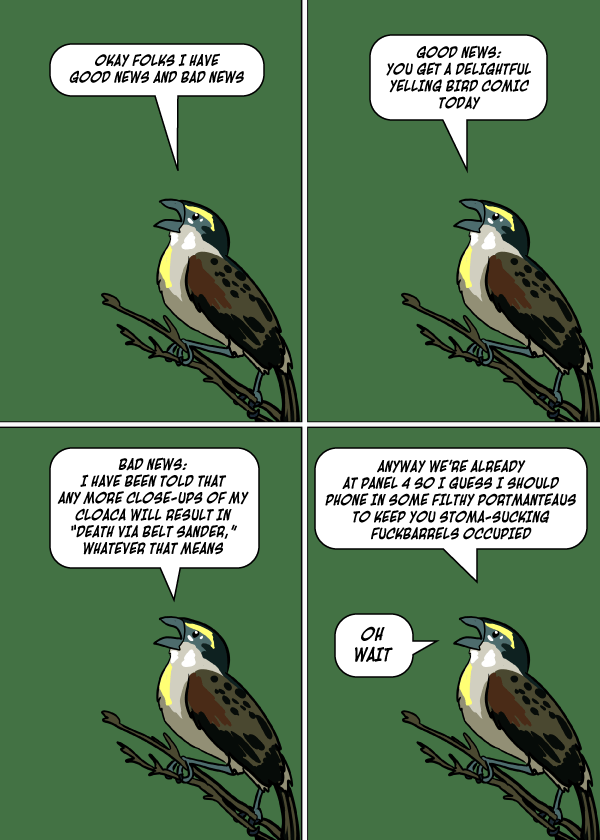 OKAY FOLKS I HAVE
GOOD NEWS AND BAD NEWS
GOOD NEWS:
YOU GET A DELIGHTFUL
YELLING BIRD COMIC
TODAY
BAD NEWS:
I HAVE BEEN TOLD THAT
ANY MORE CLOSE-UPS OF MY
CLOACA WILL RESULT IN
"DEATH VIA BELT SANDER,"
WHATEVER THAT MEANS
ANYWAY WE'RE ALREADY
AT PANEL 4 SO I GUESS I SHOULD
PHONE IN SOME FILTHY PORTMANTEAUS
TO KEEP YOU STOMA-SUCKING
FUCKBARRELS OCCUPIED
OH
WAIT